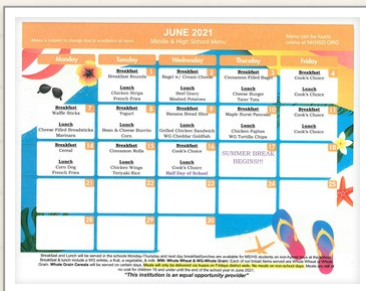 JUNE 2021
Middle & High School Menu
Monday
Tuesday
Wednesday
Thursday
Friday
1
Breakfast
Breakfast Rounds
Lunch
Chicken Strips
French Fries
2
Breakfast
Bagel w/ Cream Cheese
Lunch
Beef Gravy
Mashed Potatoes
3
Breakfast
Cinnamon Filled Bagel
Lunch
Cheese Burger
Tater Tots
4
Breakfast
Cook's Choice
Lunch
Cook's Choice
7
Breakfast
Waffle Sticks
Lunch
Cheese Filled Breadsticks
Marinara
8
Breakfast
Yogurt
Lunch
Bean & Cheese Burrito
Corn
9
Breakfast
Banana Bread Slice
Lunch
Grilled Chicken Sandwich
WG Cheddar Goldfish
10
Breakfast
Maple Burst Pancake
Lunch
Chicken Fajitas
WG Tortilla Chips
11
Breakfast
Cook's Choice
Lunch
Cook's Choice
14
Breakfast
Cereal
Lunch
Corn Dog
French Fries
15
Breakfast
Cinnamon Rolls
Lunch
Chicken Wings
Teriyaki Rice
16
Breakfast
Cook's Choice
Lunch
Cook's Choice
Half Day of School
17
SUMMER BREAK
BEGINS!!!
18
21
22
23
24
25
28
29
30
"This institution is an equal opportunity provider"